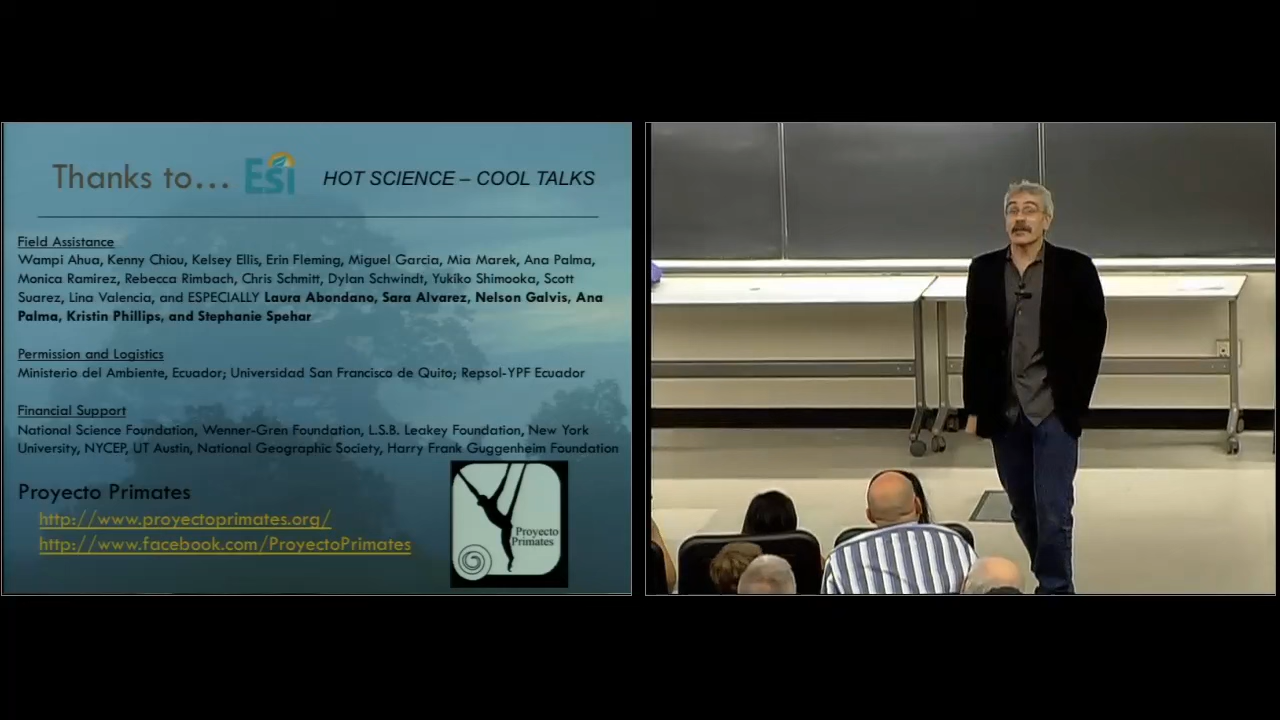 Thanks to... ESI HOT SCIENCE – COOL TALKS
Field Assistance
Wampi Ahua, Kenny Chiou, Kelsey Ellis, Erin Fleming, Miguel Garcia, Mia Marek, Ana Palma,
Monica Ramirez, Rebecca Rimbach, Chris Schmitt, Dylan Schwindt, Yukiko Shimooka, Scott
Suarez, Lina Valencia, and ESPECIALLY Laura Abondano, Sara Alvarez, Nelson Galvis, Ana
Palma, Kristin Phillips, and Stephanie Spehar
Permission and Logistics
Ministerio del Ambiente, Ecuador; Universidad San Francisco de Quito; Repsol-YPF Ecuador
Financial Support
National Science Foundation, Wenner-Gren Foundation, L.S.B. Leakey Foundation, New York
University, NYCEP, UT Austin, National Geographic Society, Harry Frank Guggenheim Foundation
Proyecto Primates
http://www.proyectoprimates.org/
http://www.facebook.com/ProyectoPrimates
Proyecto
Primates